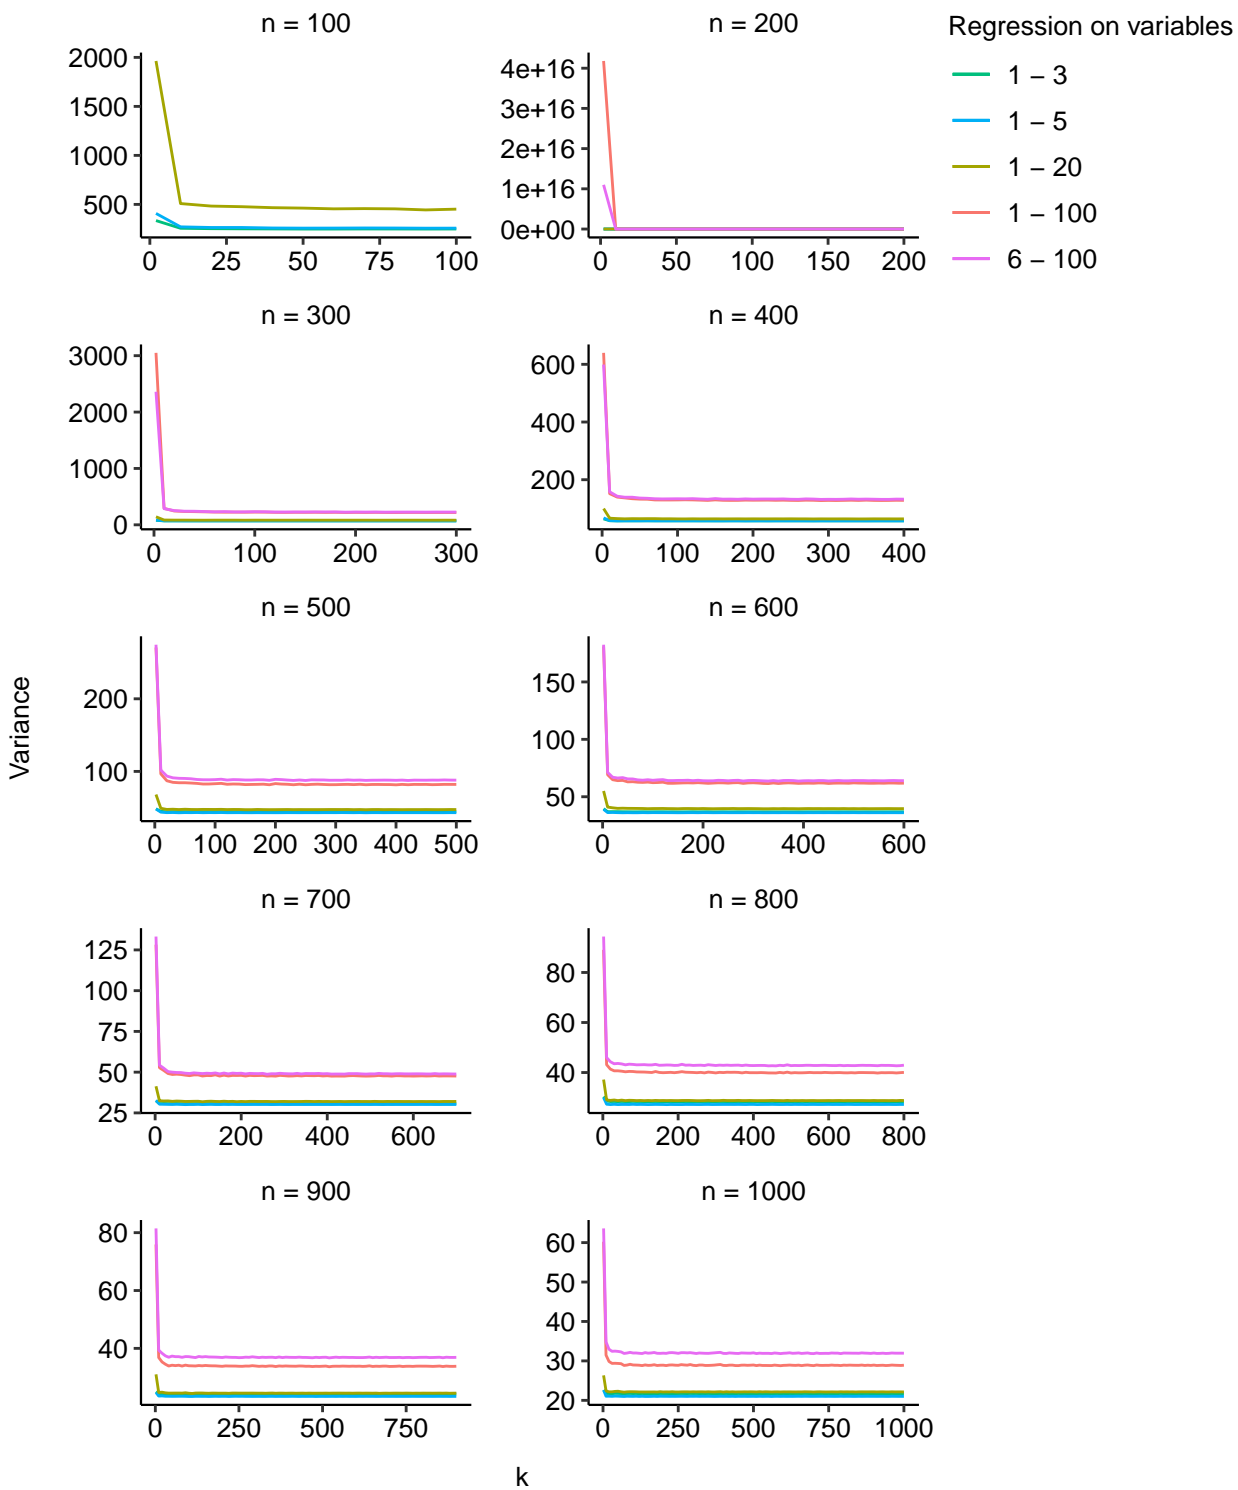 n = 100
n = 200
Regression on variables
1 – 3
1 – 5
1 – 20
1 – 100
6 – 100
2000
1500
1000
500
0 25 50 75 100
4e+16
3e+16
2e+16
1e+16
0e+00
0 50 100 150 200
n = 300
n = 400
3000
2000
1000
0
0 100 200 300
600
400
200
0 100 200 300 400
n = 500
n = 600
200
100
0 100 200 300 400 500
150
100
50
0 200 400 600
Variance
n = 700
n = 800
125
100
75
50
25
0 200 400 600
80
60
40
0 200 400 600 800
n = 900
n = 1000
80
60
40
0 250 500 750
60
50
40
30
20
0 250 500 750 1000
k